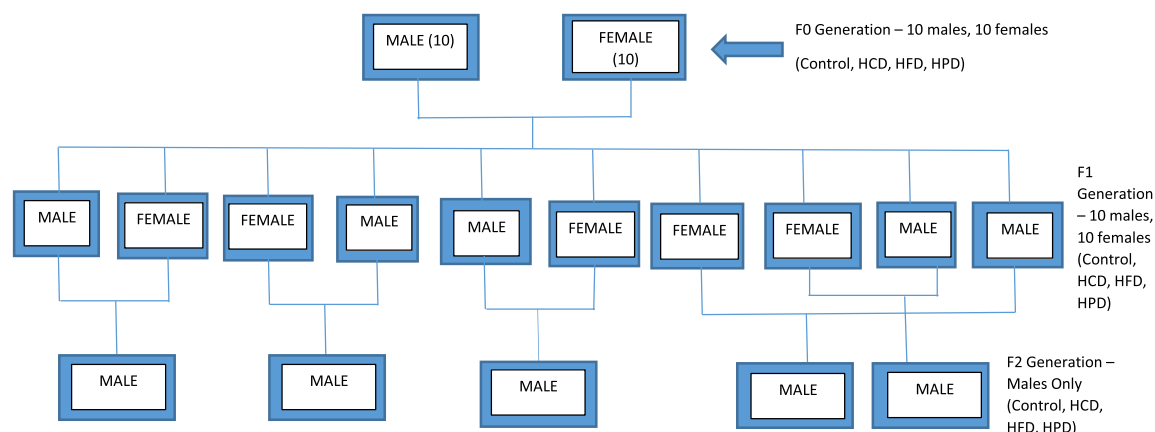 MALE (10)
FEMALE
(10)
F0 Generation – 10 males, 10 females
(Control, HCD, HFD, HPD)
MALE
FEMALE
FEMALE
MALE
MALE
FEMALE
FEMALE
FEMALE
MALE
MALE
F1
Generation
– 10 males,
10 females
(Control,
HCD, HFD,
HPD)
MALE
MALE
MALE
MALE
MALE
F2 Generation –
Males Only
(Control, HCD,
HFD, HPD)